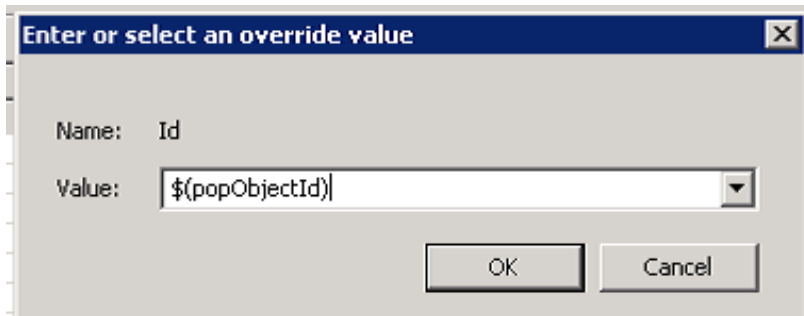 Enter or select an override value
Name: Id
Value: $(popObjectId)
OK Cancel